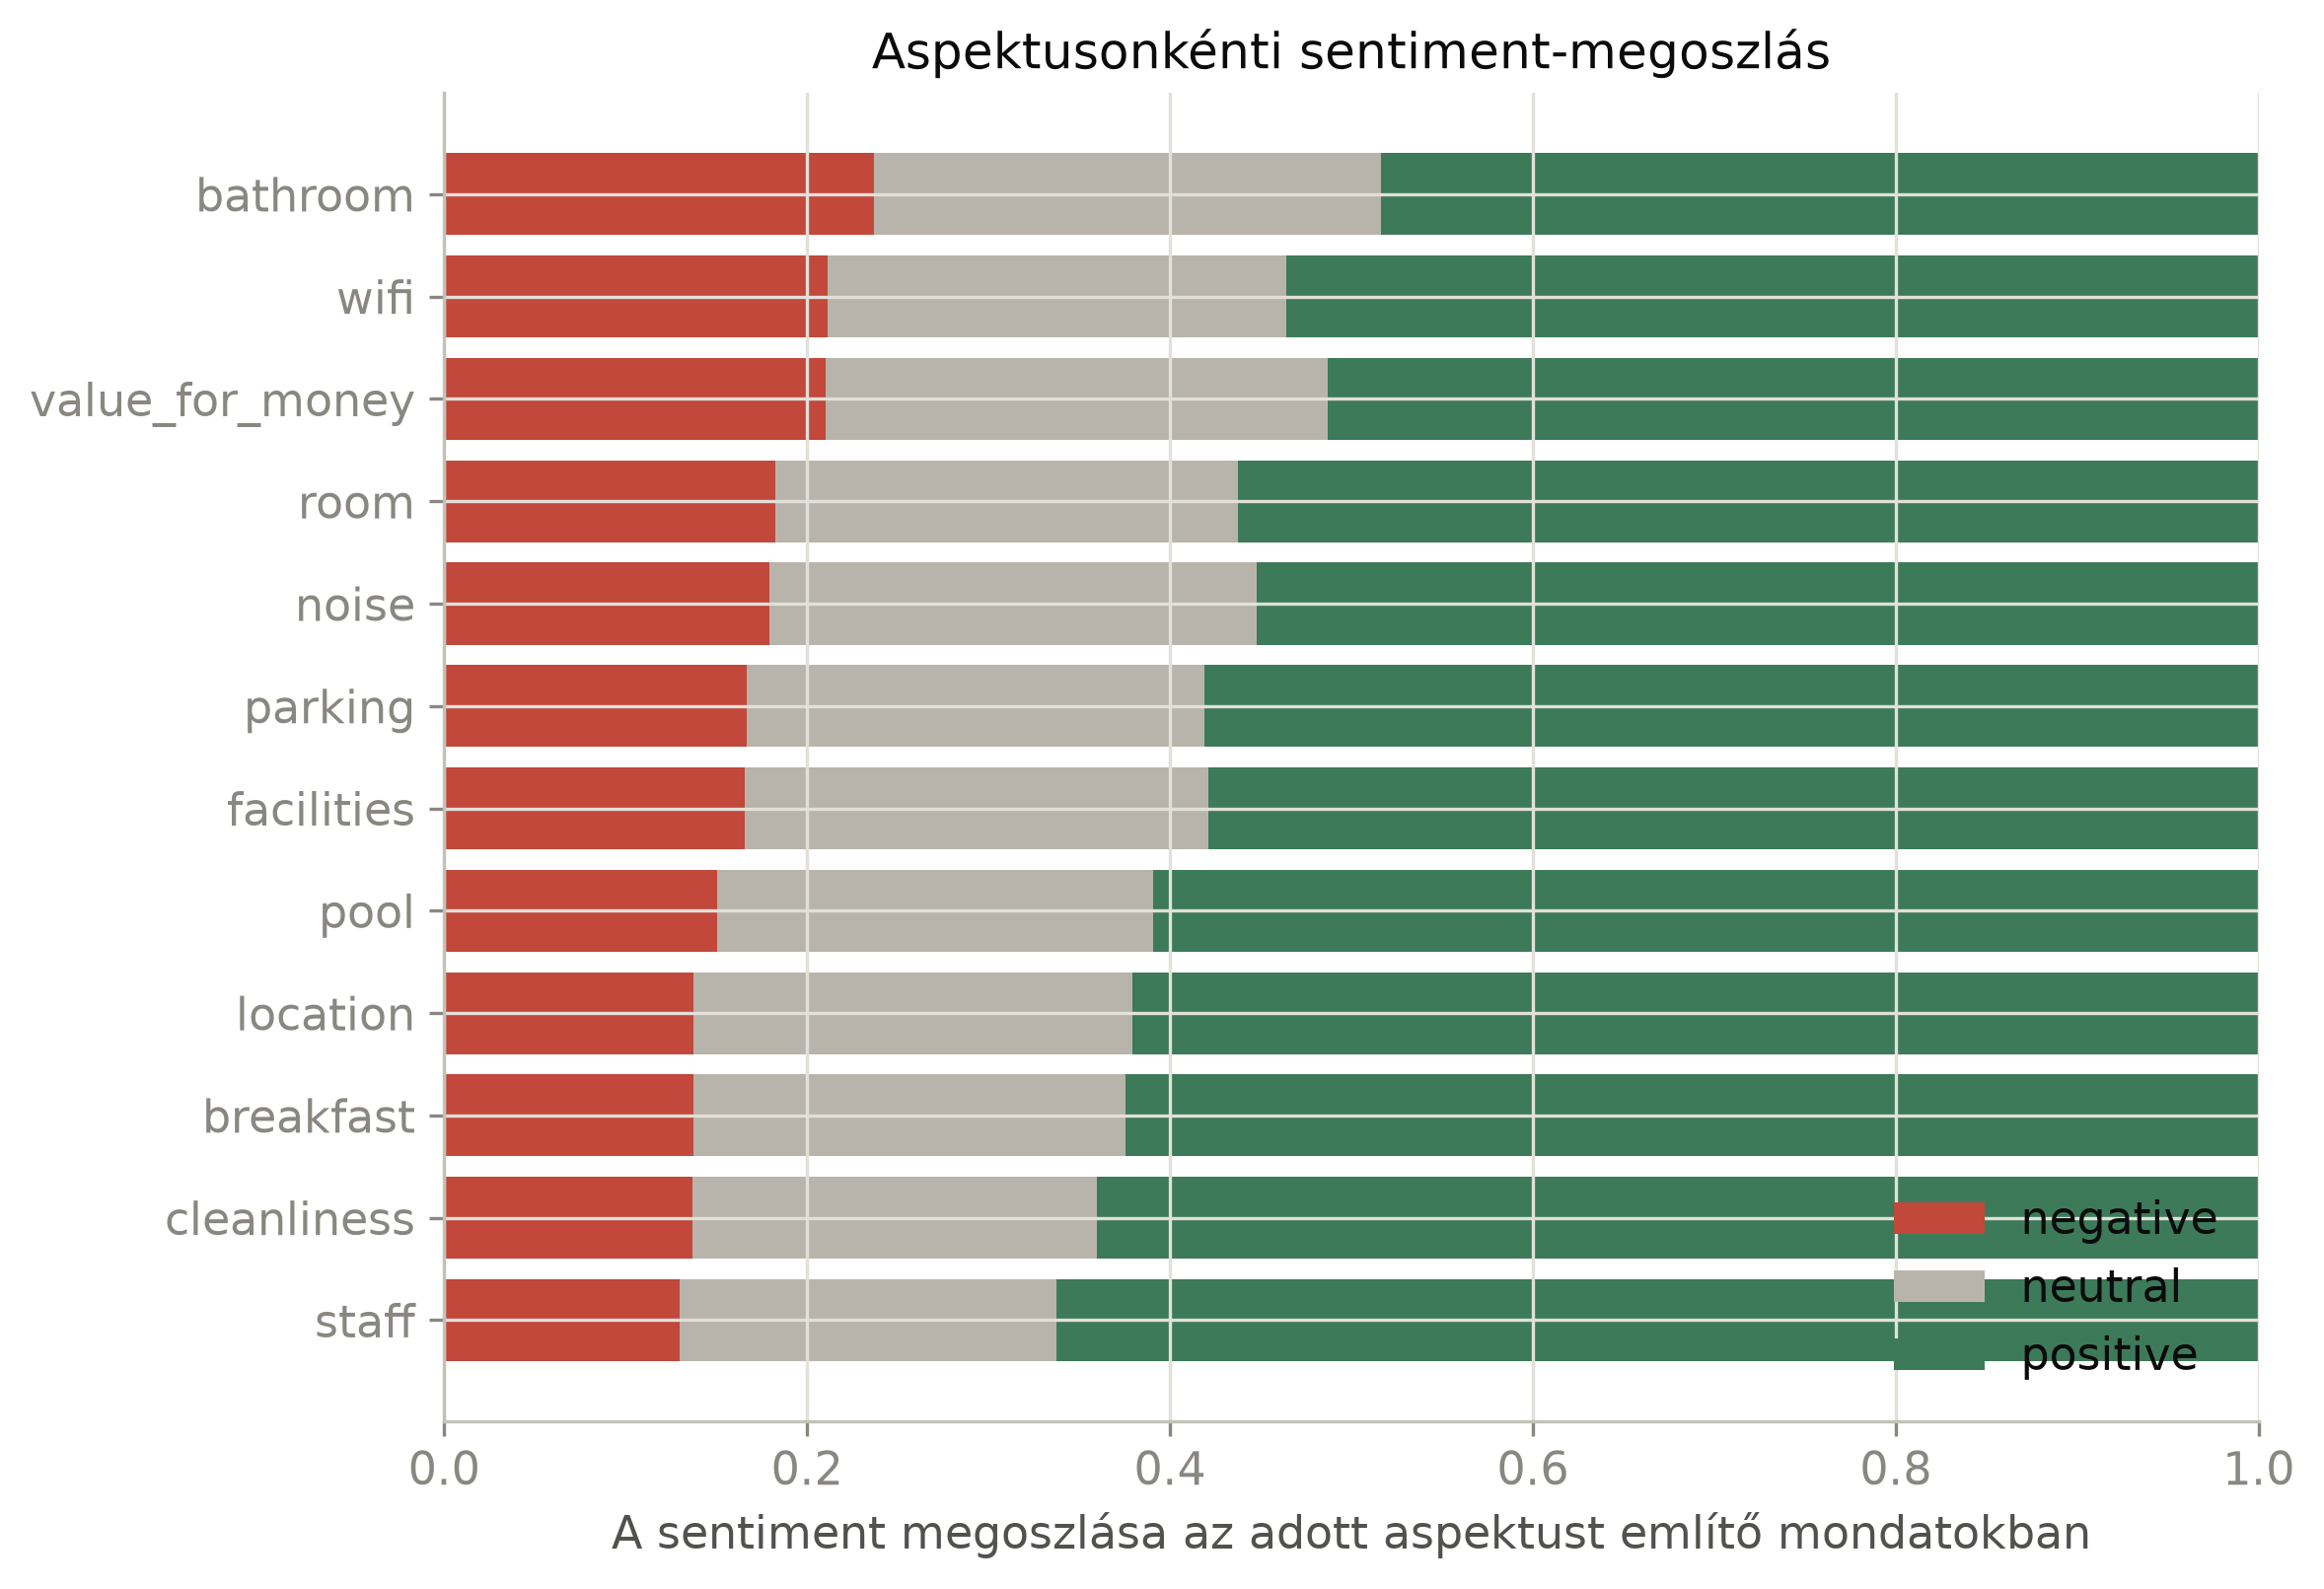 Aspektusonkénti sentiment-megoszlás
bathroom
wifi
value_for_money
room
noise
parking
facilities
pool
location
breakfast
cleanliness
staff
negative
neutral
positive
0.0 0.2 0.4 0.6 0.8 1.0
A sentiment megoszlása az adott aspektust említő mondatokban